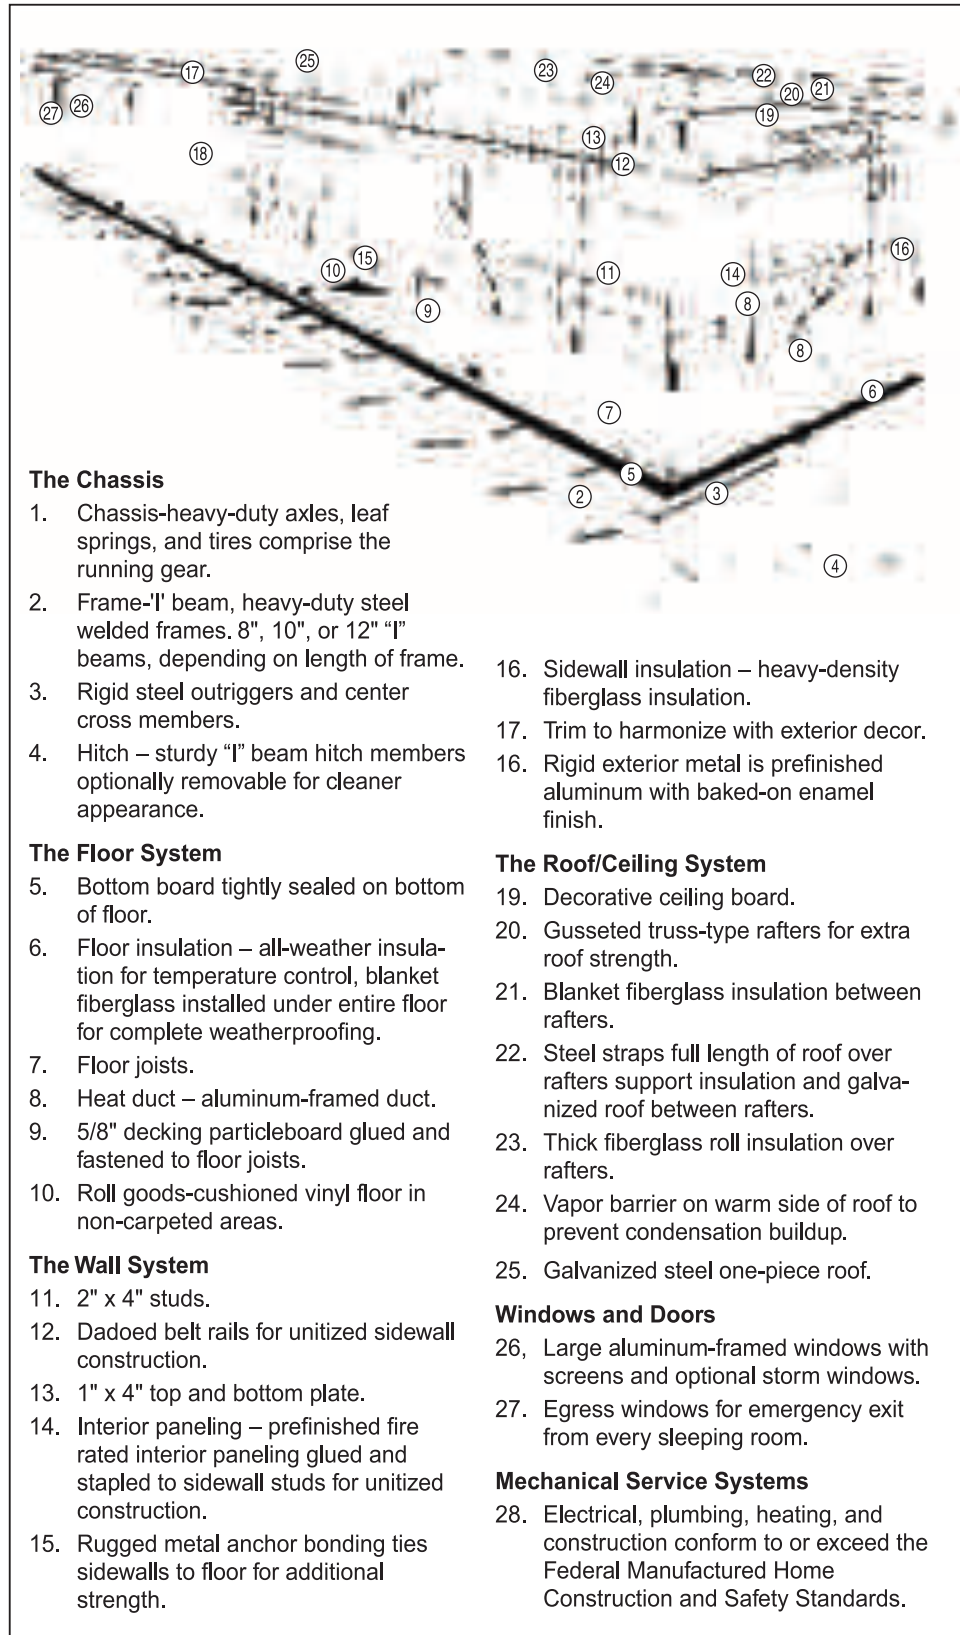 17
25
23
24
22
21
20
27
26
19
13
18
12
16
15
10
11
14
9
8
8
6
7
5
2
3
4
The Chassis
1. Chassis-heavy-duty axles, leaf
springs, and tires comprise the
running gear.
2. Frame-'I' beam, heavy-duty steel
welded frames. 8", 10", or 12" “I”
beams, depending on length of frame.
3. Rigid steel outriggers and center
cross members.
4. Hitch – sturdy “I” beam hitch members
optionally removable for cleaner
appearance.
The Floor System
5. Bottom board tightly sealed on bottom
of floor.
6. Floor insulation – all-weather insula-
tion for temperature control, blanket
fiberglass installed under entire floor
for complete weatherproofing.
7. Floor joists.
8. Heat duct – aluminum-framed duct.
9. 5/8" decking particleboard glued and
fastened to floor joists.
10. Roll goods-cushioned vinyl floor in
non-carpeted areas.
The Wall System
11. 2" x 4" studs.
12. Dadoed belt rails for unitized sidewall
construction.
13. 1" x 4" top and bottom plate.
14. Interior paneling – prefinished fire
rated interior paneling glued and
stapled to sidewall studs for unitized
construction.
15. Rugged metal anchor bonding ties
sidewalls to floor for additional
strength.
16. Sidewall insulation – heavy-density
fiberglass insulation.
17. Trim to harmonize with exterior decor.
16. Rigid exterior metal is prefinished
aluminum with baked-on enamel
finish.
The Roof/Ceiling System
19. Decorative ceiling board.
20. Gusseted truss-type rafters for extra
roof strength.
21. Blanket fiberglass insulation between
rafters.
22. Steel straps full length of roof over
rafters support insulation and galva-
nized roof between rafters.
23. Thick fiberglass roll insulation over
rafters.
24. Vapor barrier on warm side of roof to
prevent condensation buildup.
25. Galvanized steel one-piece roof.
Windows and Doors
26, Large aluminum-framed windows with
screens and optional storm windows.
27. Egress windows for emergency exit
from every sleeping room.
Mechanical Service Systems
28. Electrical, plumbing, heating, and
construction conform to or exceed the
Federal Manufactured Home
Construction and Safety Standards.